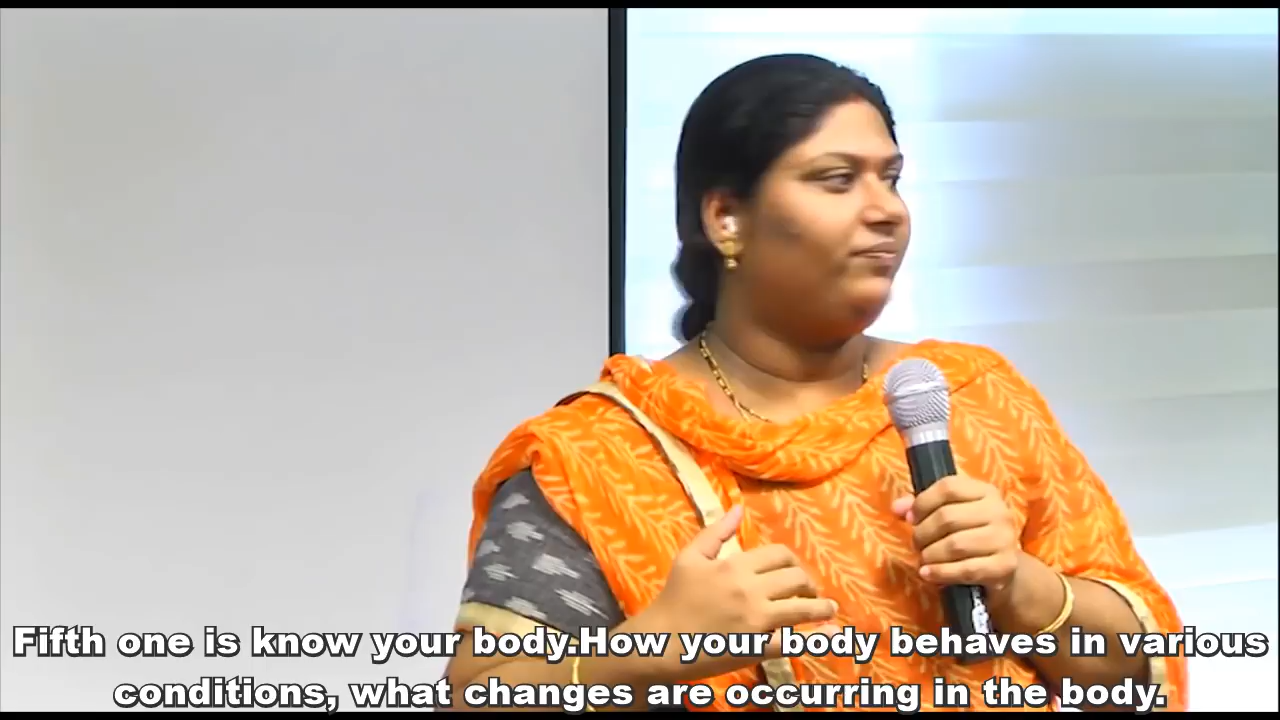 Fifth one is know your body.How your body behaves in various
conditions, what changes are occurring in the body.